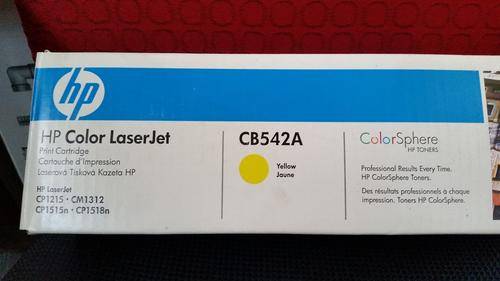 hp
HP Color LaserJet
Print Cartridge
Cartouche d'Impression
Laserová Tisková Kazeta HP
HP LaserJet
CP1215 • CM1312
CP1515n • CP1518n
CB542A
Yellow
Jaune
ColorSphere
HP TONERS.
Professional Results Every Time.
HP ColorSphere Toners.
Des résultats professionnels à chaque
impression. Toners HP ColorSphere.